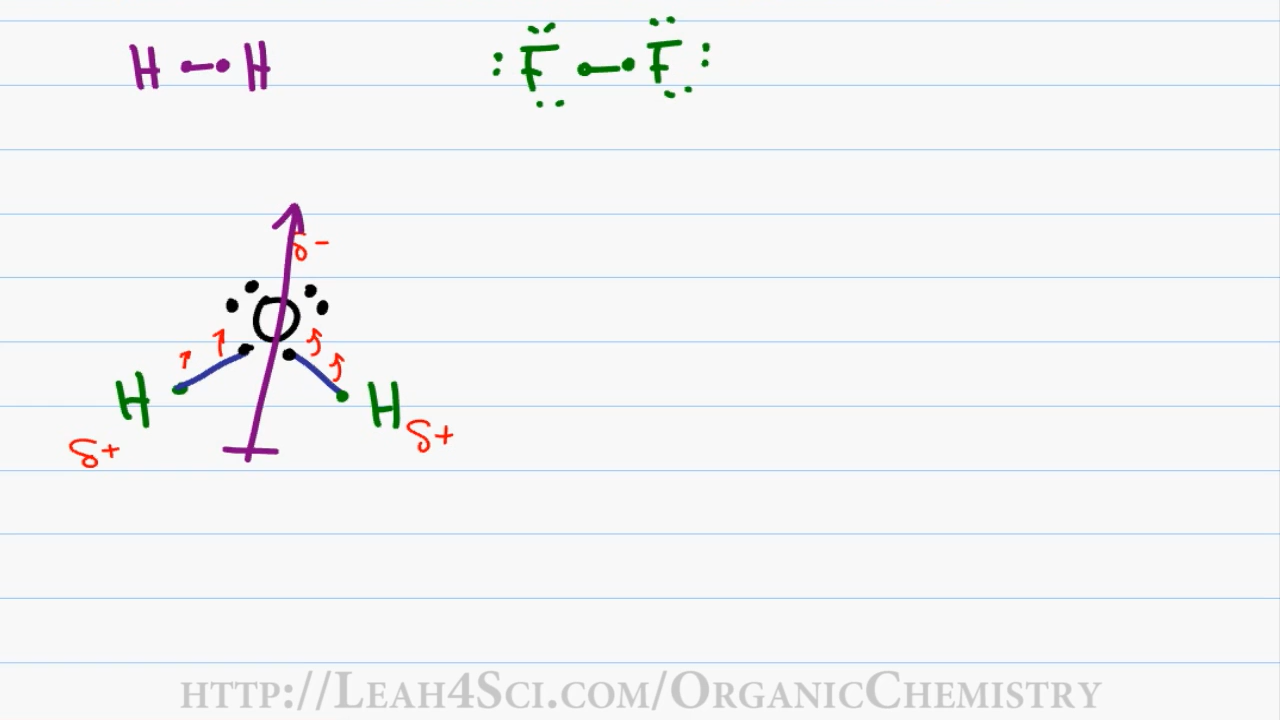 H H :F F:
δ-
O
H H
δ+ δ+
http://Leah4Sci.com/OrganicChemistry